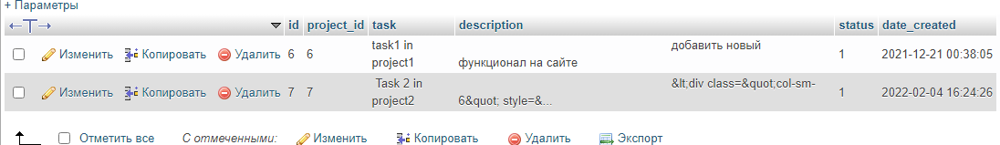 + Параметры
id project_id task description status date_created
Изменить Копировать Удалить 6 6 task1 in project1 добавить новый функционал на сайте 1 2021-12-21 00:38:05
Изменить Копировать Удалить 7 7 Task 2 in project2 &lt;div class=&quot;col-sm-6&quot; style=&... 1 2022-02-04 16:24:26
Отметить все С отмеченными: Изменить Копировать Удалить Экспорт